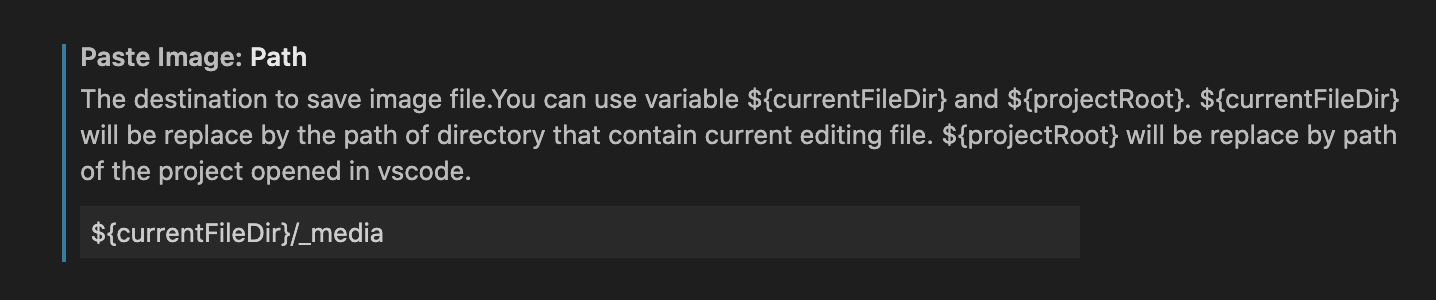 Paste Image: Path
The destination to save image file.You can use variable ${currentFileDir} and ${projectRoot}. ${currentFileDir}
will be replace by the path of directory that contain current editing file. ${projectRoot} will be replace by path
of the project opened in vscode.
${currentFileDir}/_media